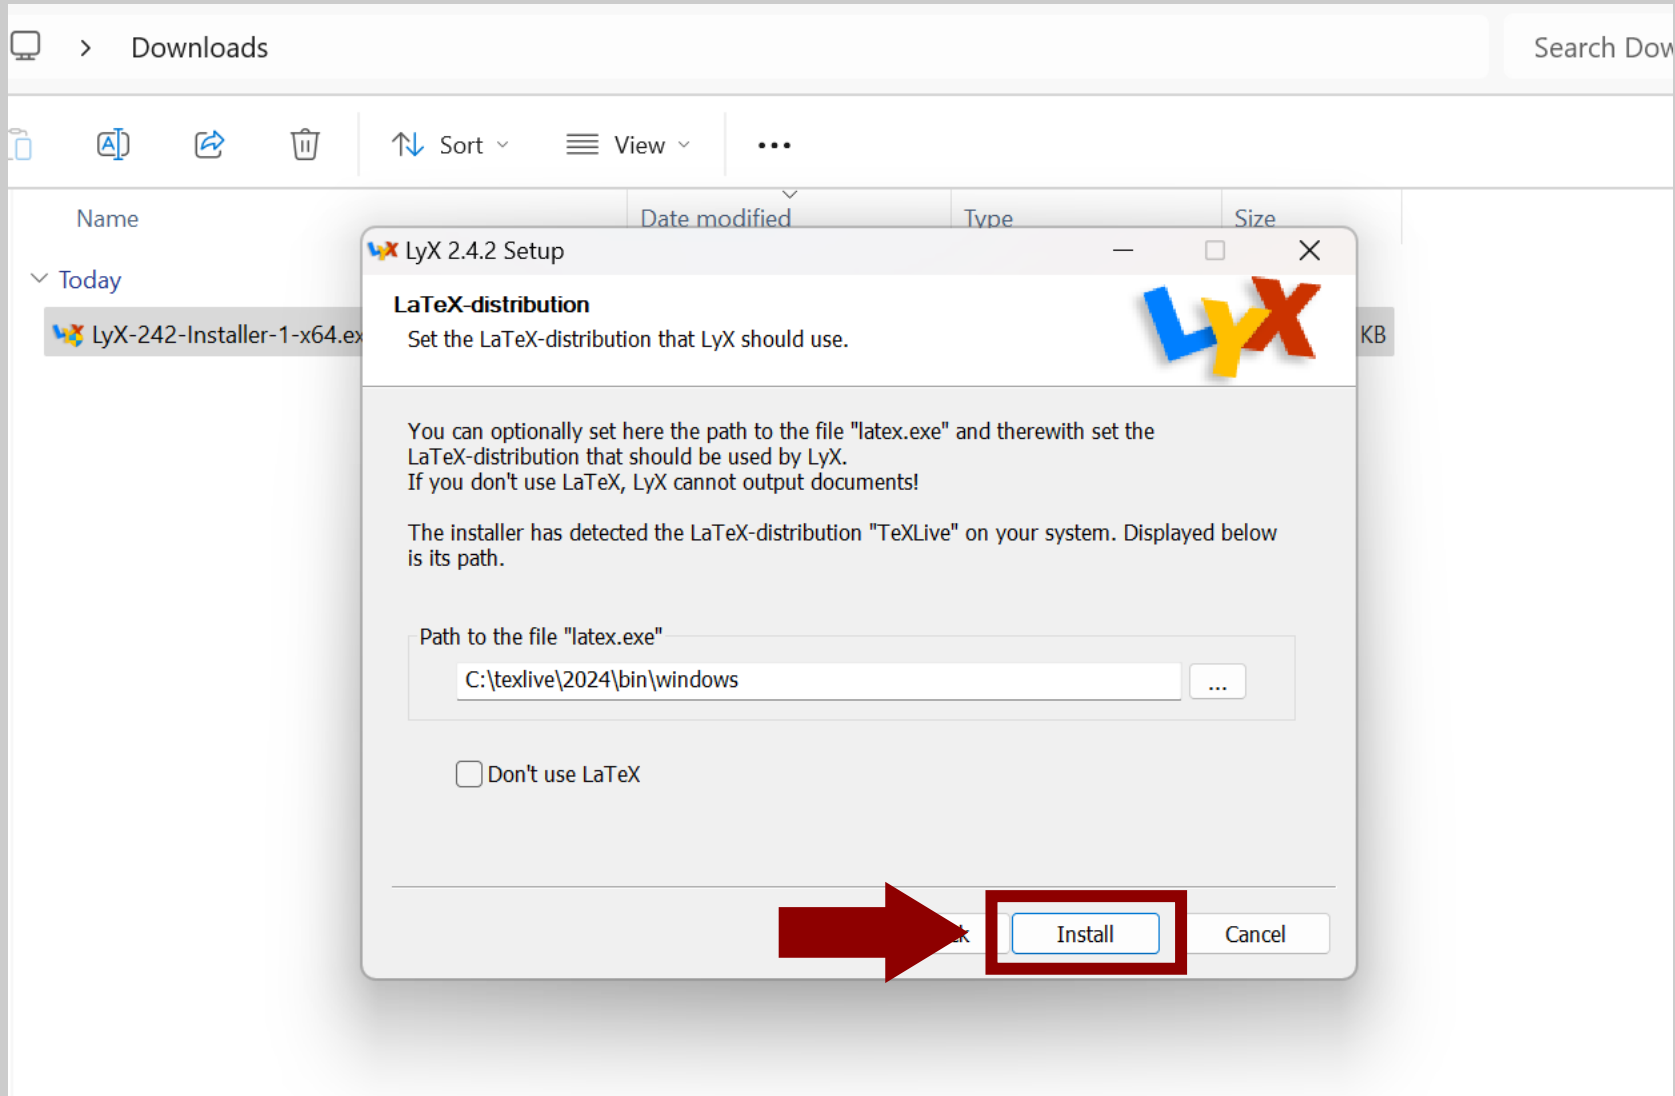 Downloads
Search Dow
Sort
View
Name
Date modified
Type
Size
Today
LyX-242-Installer-1-x64.ex
KB
LyX 2.4.2 Setup
LaTeX-distribution
Set the LaTeX-distribution that LyX should use.
LYX
You can optionally set here the path to the file "latex.exe" and therewith set the
LaTeX-distribution that should be used by LyX.
If you don't use LaTeX, LyX cannot output documents!
The installer has detected the LaTeX-distribution "TeXLive" on your system. Displayed below
is its path.
Path to the file "latex.exe"
C:\texlive\2024\bin\windows
...
Don't use LaTeX
Install
Cancel